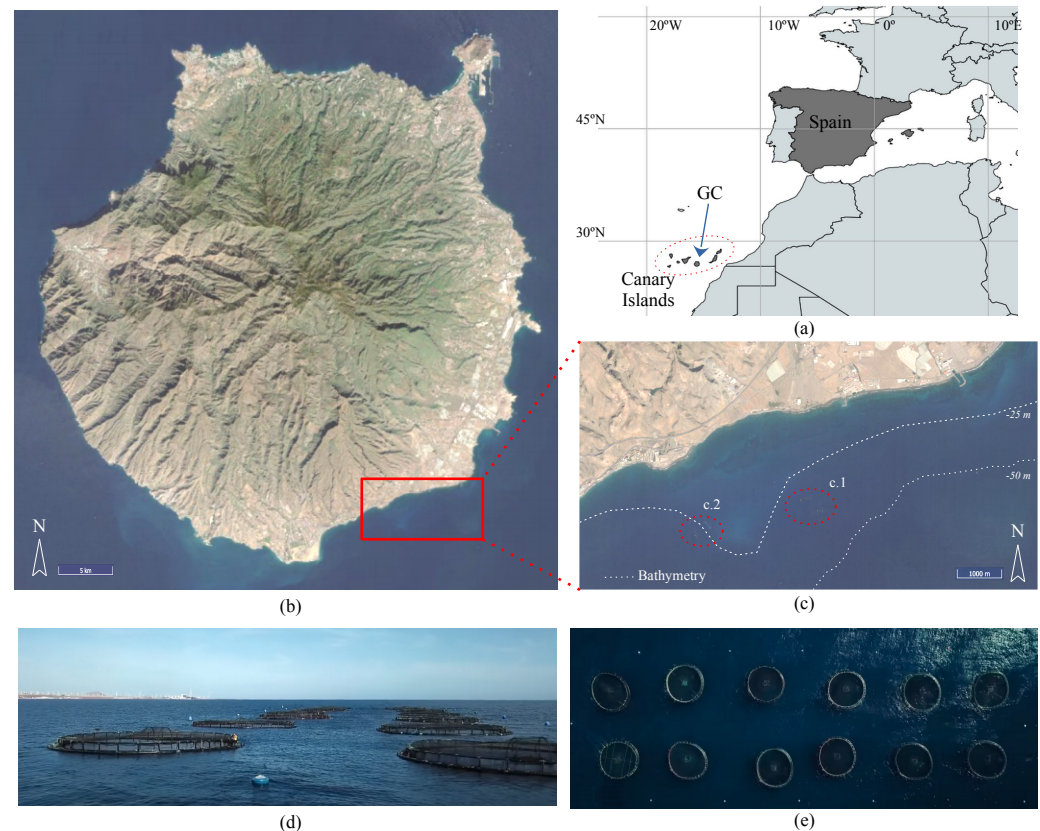 20ºW
10ºW
0º
10ºE
45ºN
Spain
GC
30ºN
Canary
Islands
(a)
N
5 km
(b)
-25 m
-50 m
c.1
c.2
N
Bathymetry
1000 m
(c)
(d)
(e)